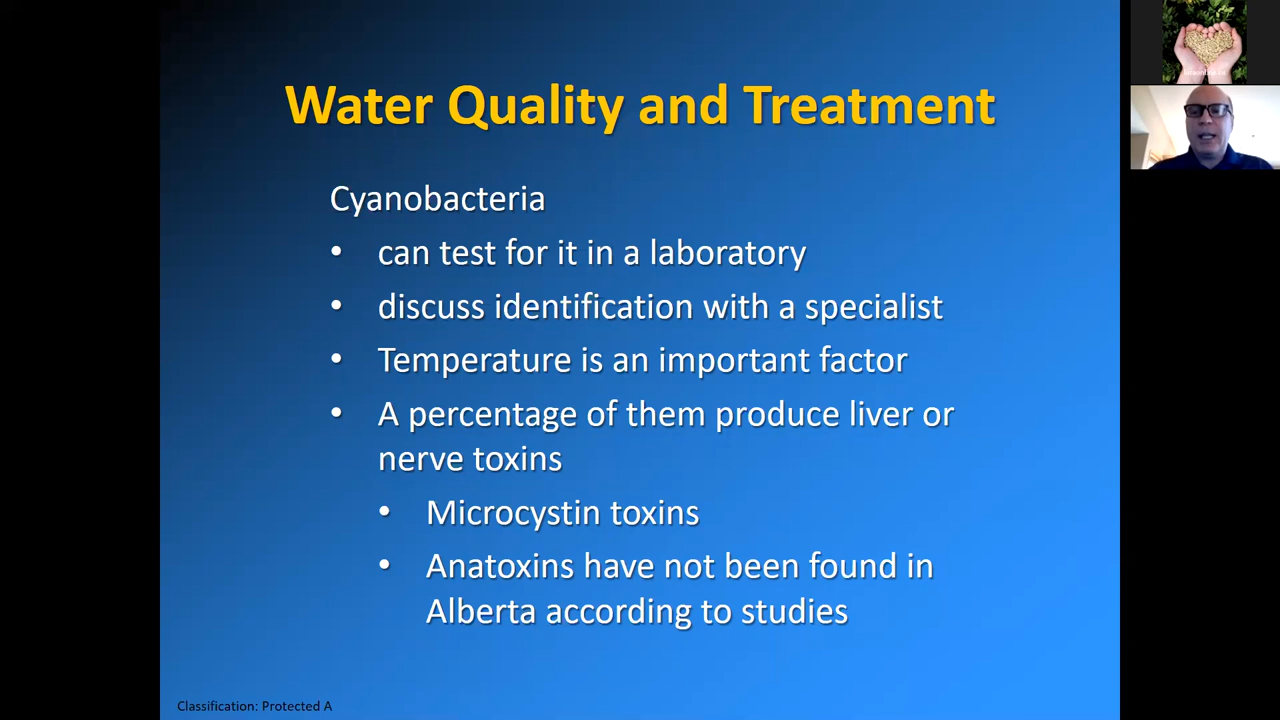 Water Quality and Treatment
Cyanobacteria
• can test for it in a laboratory
• discuss identification with a specialist
• Temperature is an important factor
• A percentage of them produce liver or
nerve toxins
• Microcystin toxins
• Anatoxins have not been found in
Alberta according to studies
Classification: Protected A